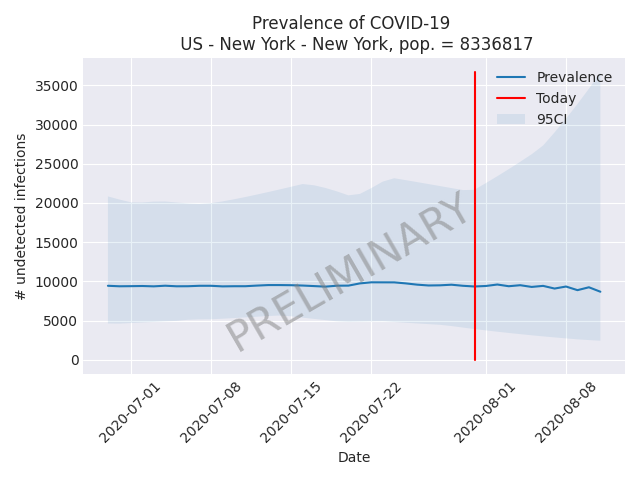 Prevalence of COVID-19
US - New York - New York, pop. = 8336817
35000
30000
25000
20000
15000
10000
5000
0
# undetected infections
Prevalence
Today
95CI
PRELIMINARY
2020-07-01
2020-07-08
2020-07-15
2020-07-22
2020-08-01
2020-08-08
Date